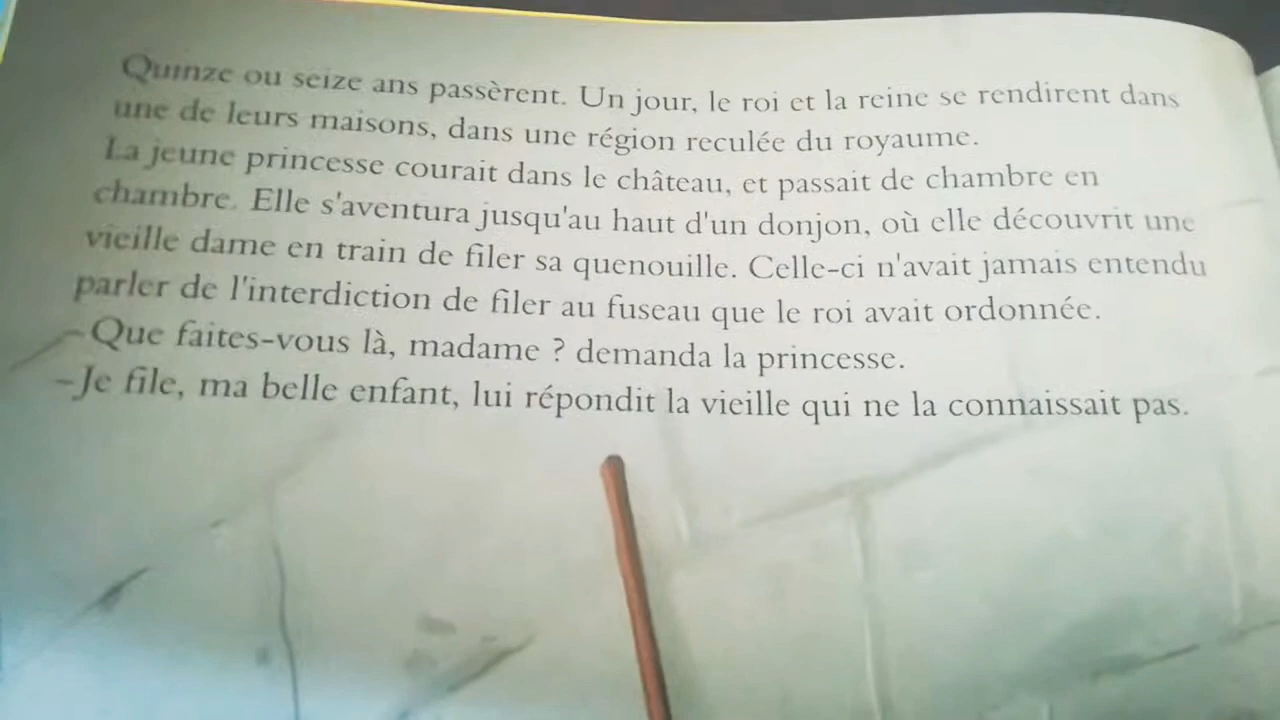 Quinze ou seize ans passèrent. Un jour, le roi et la reine se rendirent dans
une de leurs maisons, dans une région reculée du royaume.
La jeune princesse courait dans le château, et passait de chambre en
chambre. Elle s'aventura jusqu'au haut d'un donjon, où elle découvrit une
vieille dame en train de filer sa quenouille. Celle-ci n'avait jamais entendu
parler de l'interdiction de filer au fuseau que le roi avait ordonnée.
–Que faites-vous là, madame ? demanda la princesse.
–Je file, ma belle enfant, lui répondit la vieille qui ne la connaissait pas.